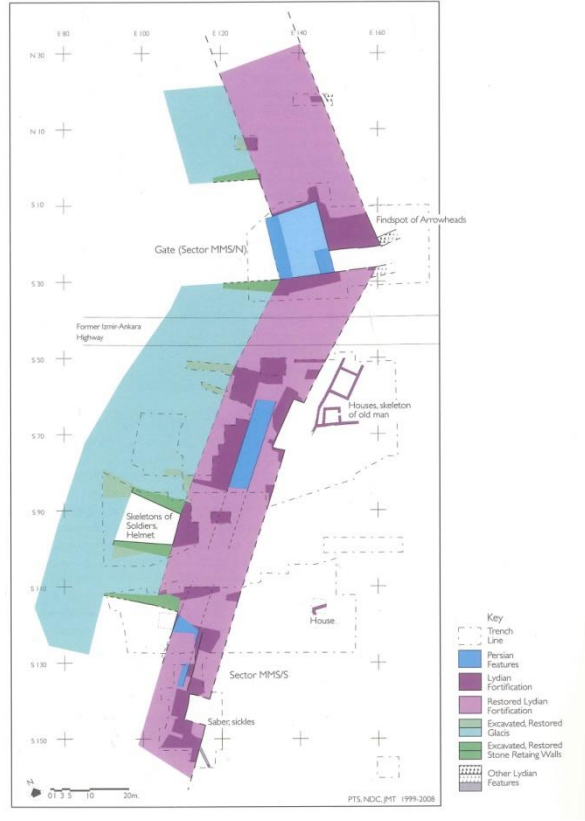 E 80
E 100
E 120
E 140
E 160
N 30
N 10
S 10
Findspot of Arrowheads
Gate (Sector MMS/N)
S 30
Former Izmir-Ankara
Highway
S 50
Houses, skeleton
of old man
S 70
S 90
Skeletons of
Soldiers,
Helmet
S 110
House
S 130
Sector MMS/S
Saber, sickles
S 150
N
0 1 3 5 10 20m.
PTS, NDC, JMT 1999-2008
Key
Trench
Line
Persian
Features
Lydian
Fortification
Restored Lydian
Fortification
Excavated, Restored
Glacis
Excavated, Restored
Stone Retaing Walls
Other Lydian
Features